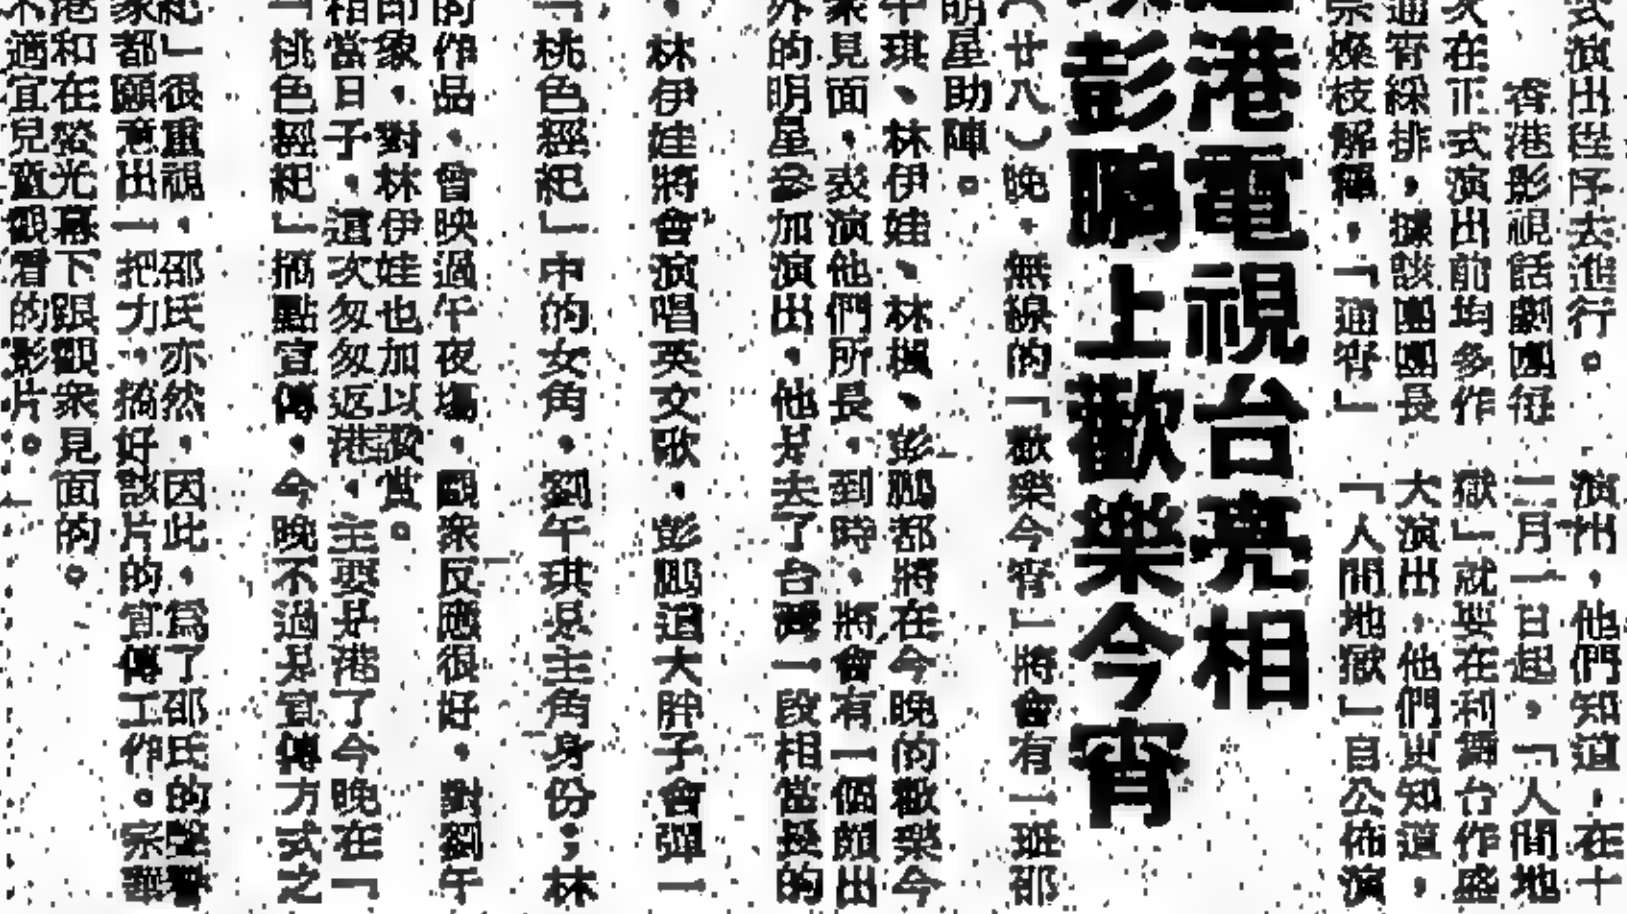 式演出程序去進行。
演州，他們知道，在十
香港影視話劇團每
二月一日起，「人間地
次在正式演出前均多作
獄」就要在利舞台作盛
通宵綵排，據該團團長
大演出，他們更知道，
宗燦枝解釋，「通宵」
「人間地獄」自公佈演
港電視台亮相
彭鵬上歡樂今宵
（廿八）晚，無線的「歡樂今宵」將會有一班邵
明星助陣。
午琪、林伊娃、林楓、彭鵬都將在今晚的歡樂今
衆見面，表演他們所長，到時，將會有一個頗出
外的明星參加演出，他是去了台灣一段相當長的
，林伊娃將會演唱英文歌，彭鵬這大胖子會彈一
「桃色經紀」中的女角，劉午琪是主角身份；林
的作品，曾映過午夜場，觀衆反應很好，對劉午
印象，對林伊娃也加以讚賞。
相當日子，這次匆匆返港，主要是港了今晚在「
「桃色經紀」搞點宣傳，今晚不過是宣傳方式之
紀」很重視，邵氏亦然，因此，爲了邵氏的聲譽
家都願意出一把力，搞好該片的宣傳工作。宗華
港和在螢光幕下跟觀衆見面的。
不適宜兒童觀看的影片。